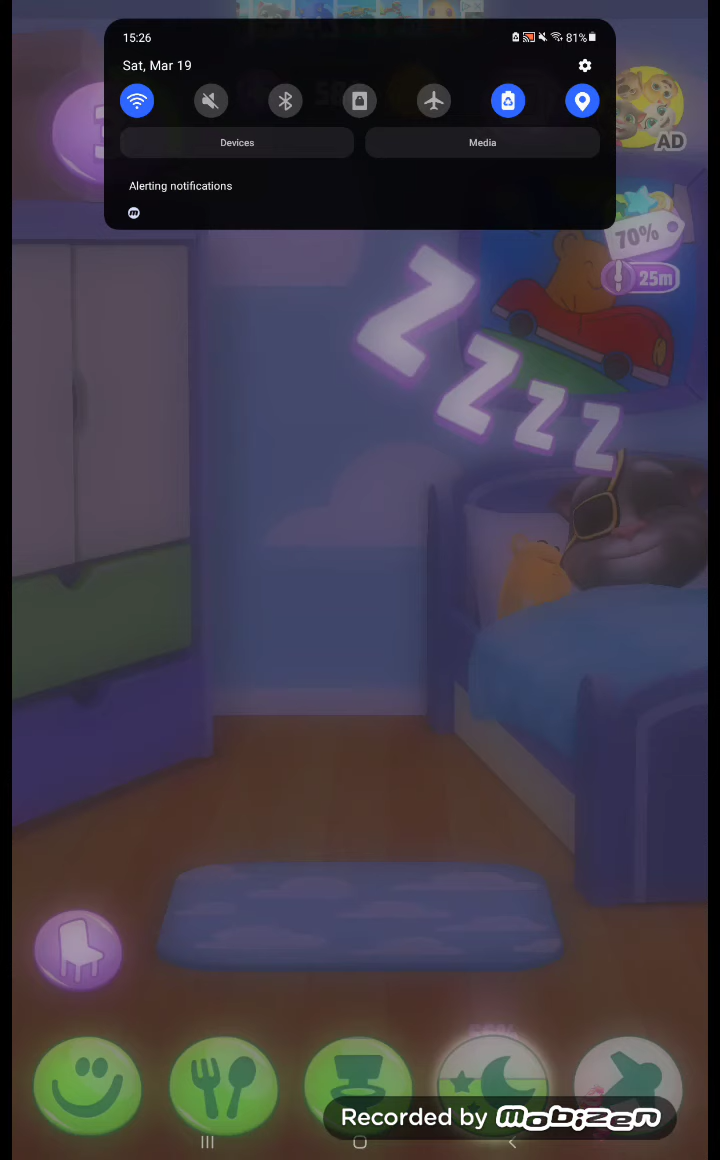 15:26
81%
Sat, Mar 19
Devices
Media
Alerting notifications
m
AD
70%
25m
Z
Z
Z
Z
Recorded by mobizen